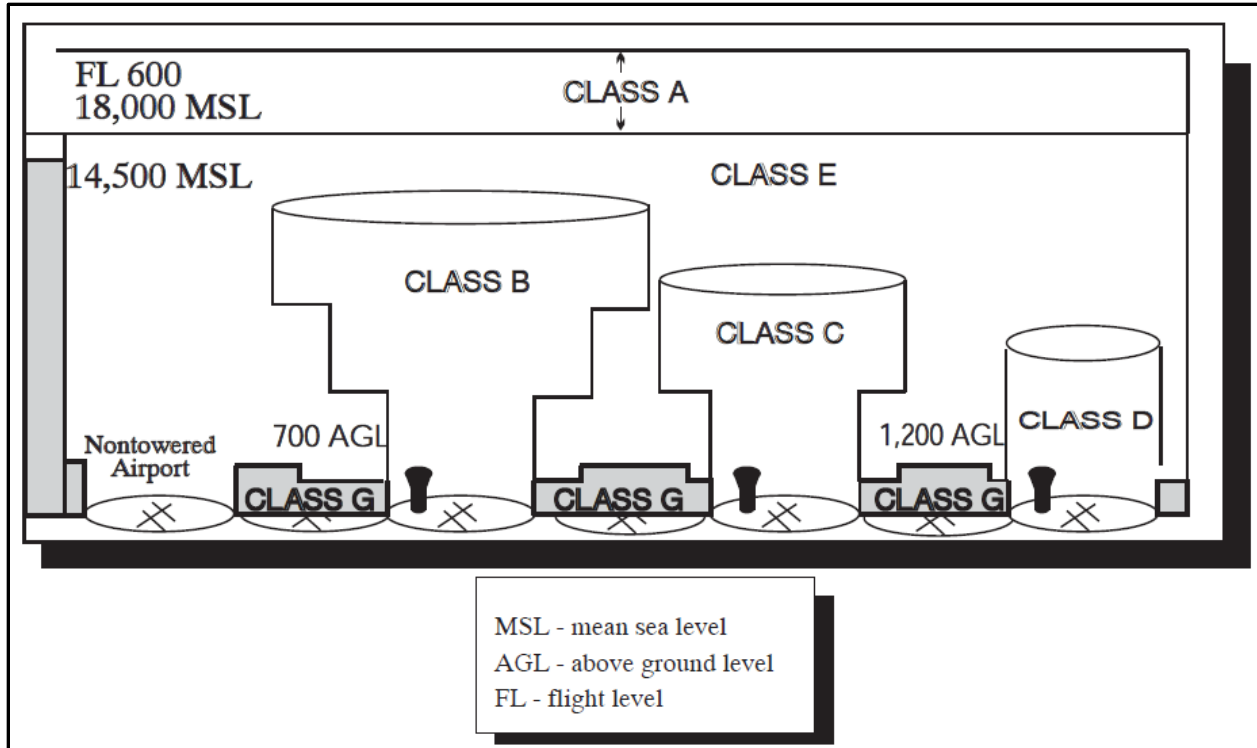 FL 600
18,000 MSL
CLASS A
14,500 MSL
CLASS E
CLASS B
CLASS C
700 AGL
1,200 AGL
CLASS D
Nontowered
Airport
CLASS G
CLASS G
CLASS G
MSL - mean sea level
AGL - above ground level
FL - flight level